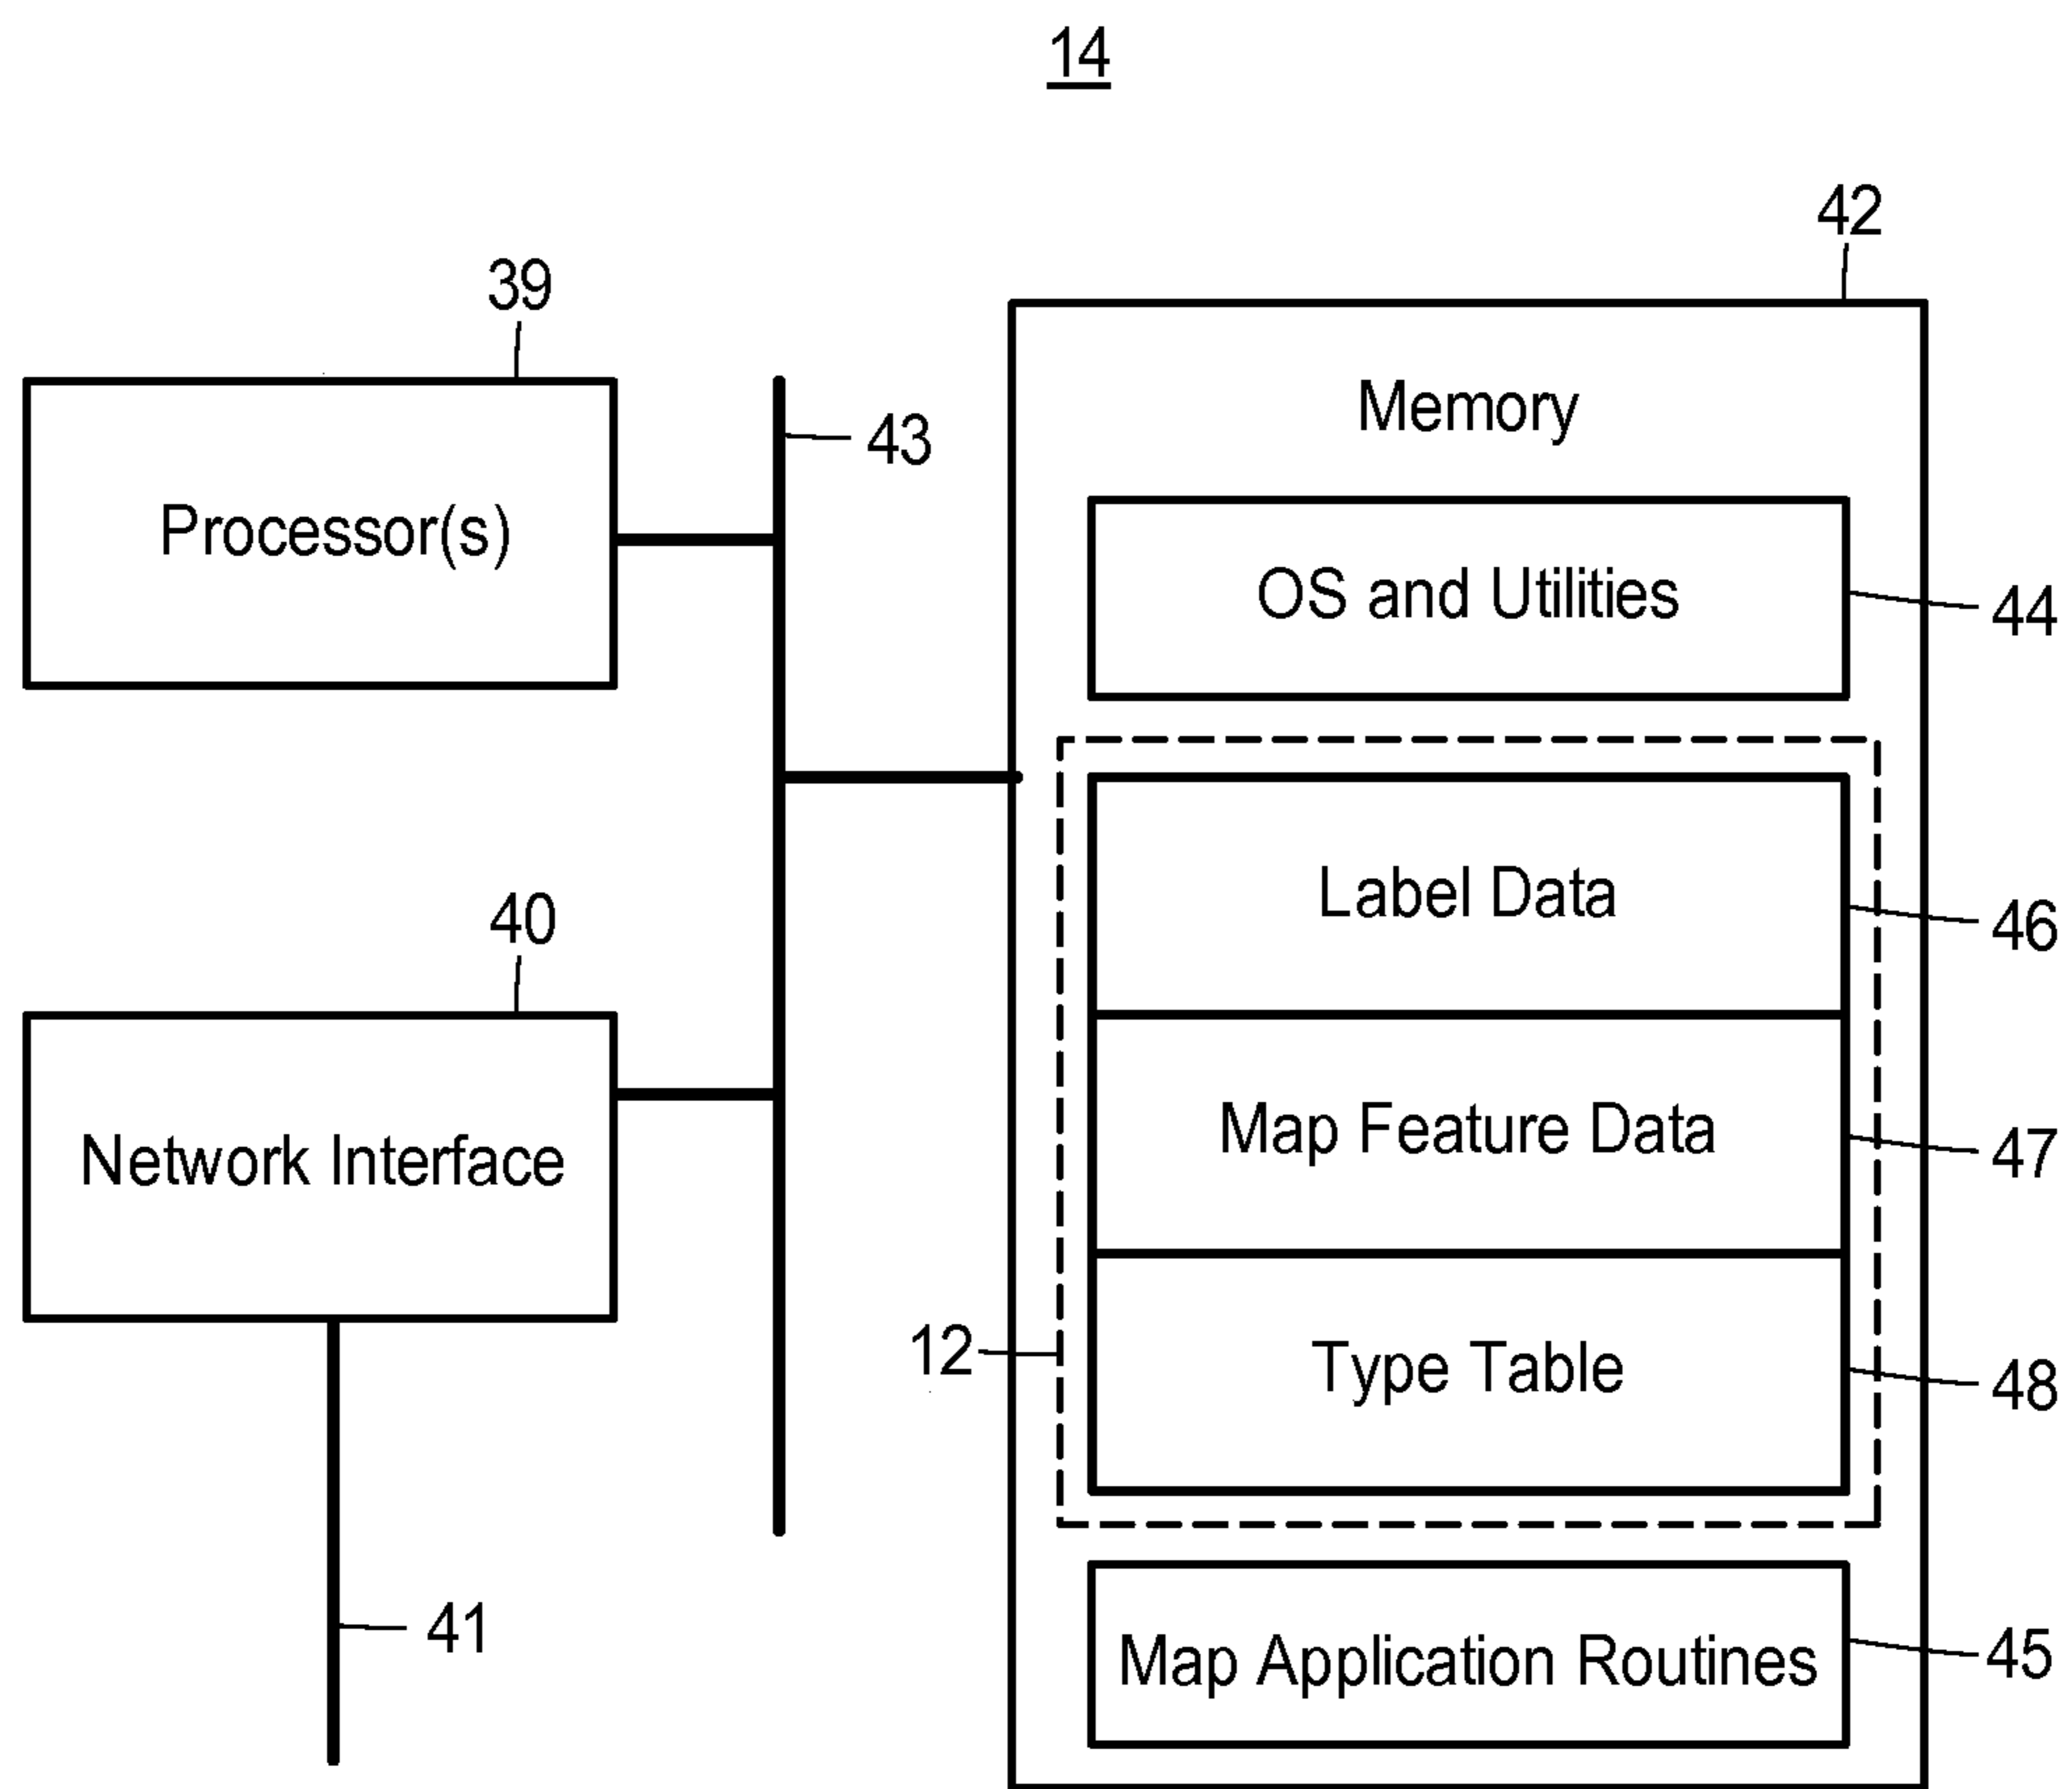 14
42
39
Memory
43
Processor(s)
OS and Utilities
44
Label Data
46
40
Map Feature Data
47
Network Interface
12
Type Table
48
41
Map Application Routines
45